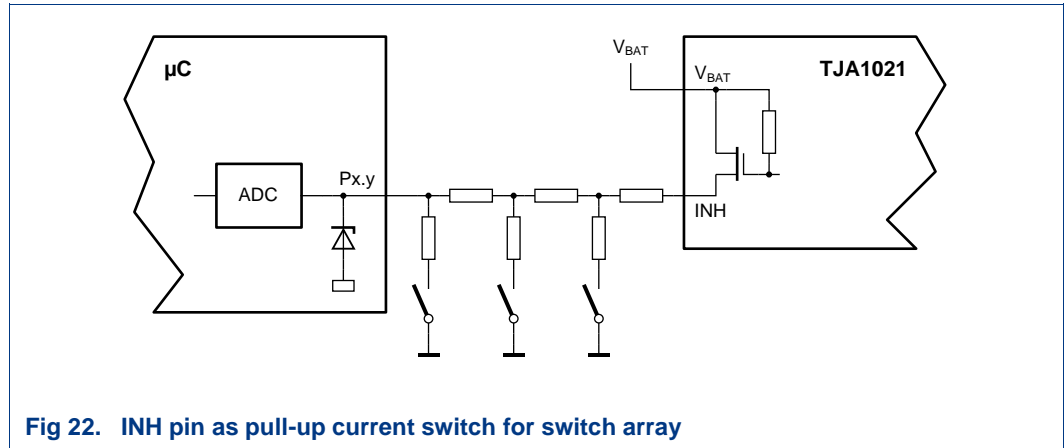 µC
V_BAT
V_BAT
TJA1021
ADC
Px.y
INH
Fig 22. INH pin as pull-up current switch for switch array